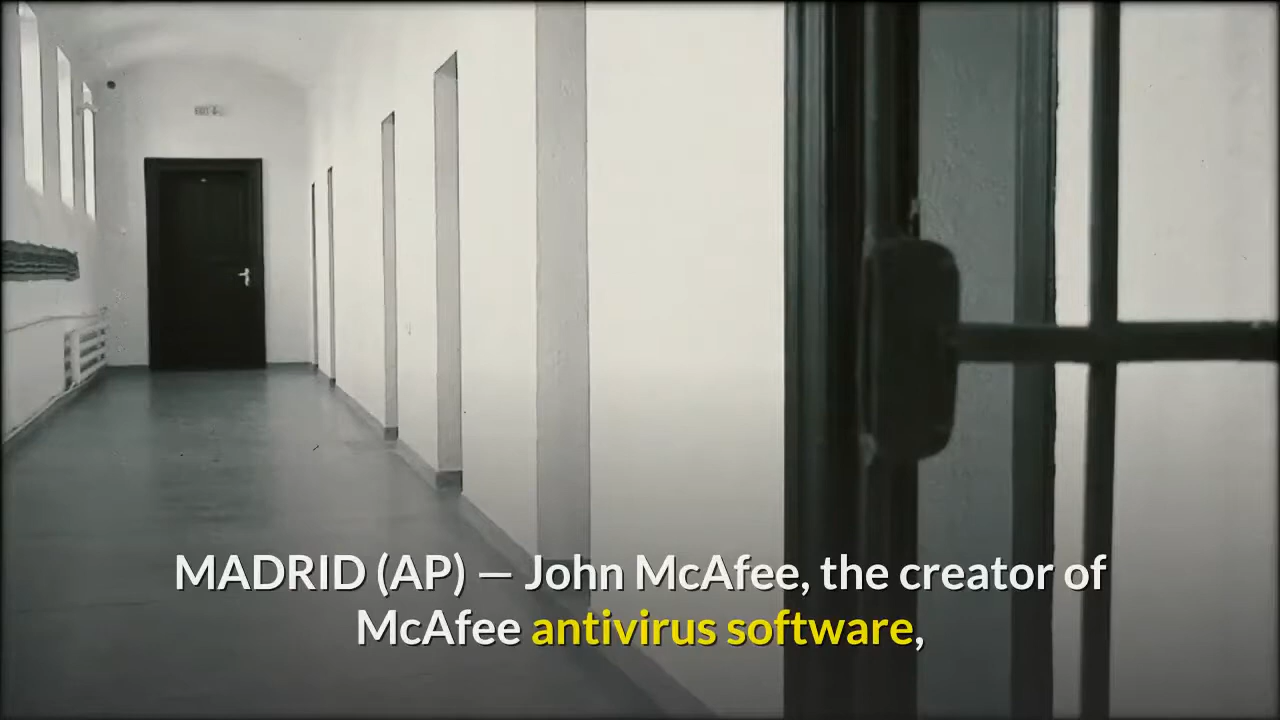 MADRID (AP) — John McAfee, the creator of
McAfee antivirus software,